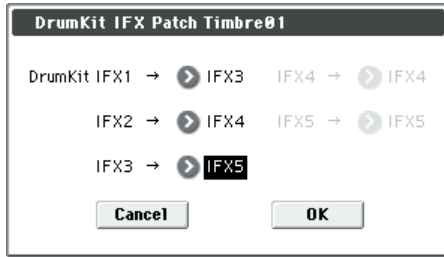 DrumKit IFX Patch Timbre01
DrumKit IFX1 → IFX3 IFX4 → IFX4
IFX2 → IFX4 IFX5 → IFX5
IFX3 → IFX5
Cancel OK